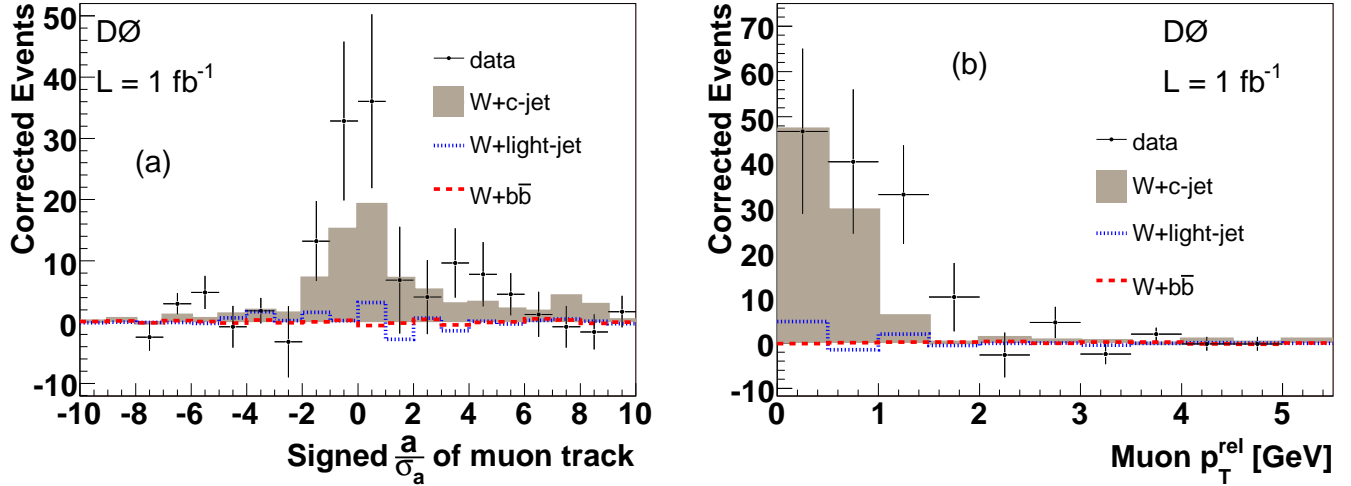 Corrected Events
50
40
30
20
10
0
-10
DØ
L = 1 fb⁻¹
(a)
data
W+c-jet
W+light-jet
W+bb̅
-10 -8 -6 -4 -2 0 2 4 6 8 10
Signed a/σₐ of muon track
Corrected Events
70
60
50
40
30
20
10
0
-10
(b)
DØ
L = 1 fb⁻¹
data
W+c-jet
W+light-jet
W+bb̅
0 1 2 3 4 5
Muon p_T^rel [GeV]